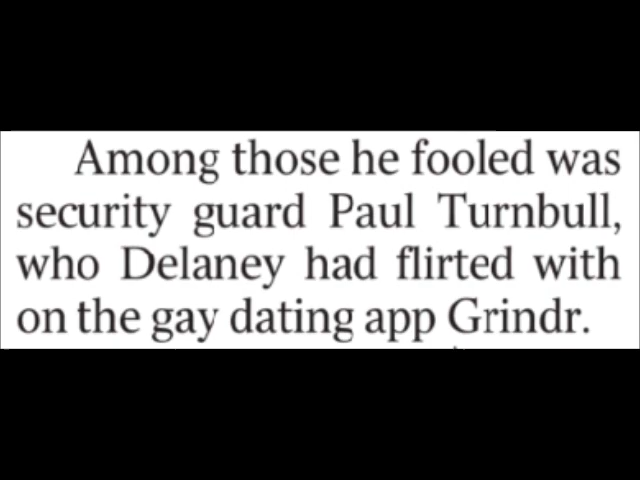 Among those he fooled was
security guard Paul Turnbull,
who Delaney had flirted with
on the gay dating app Grindr.